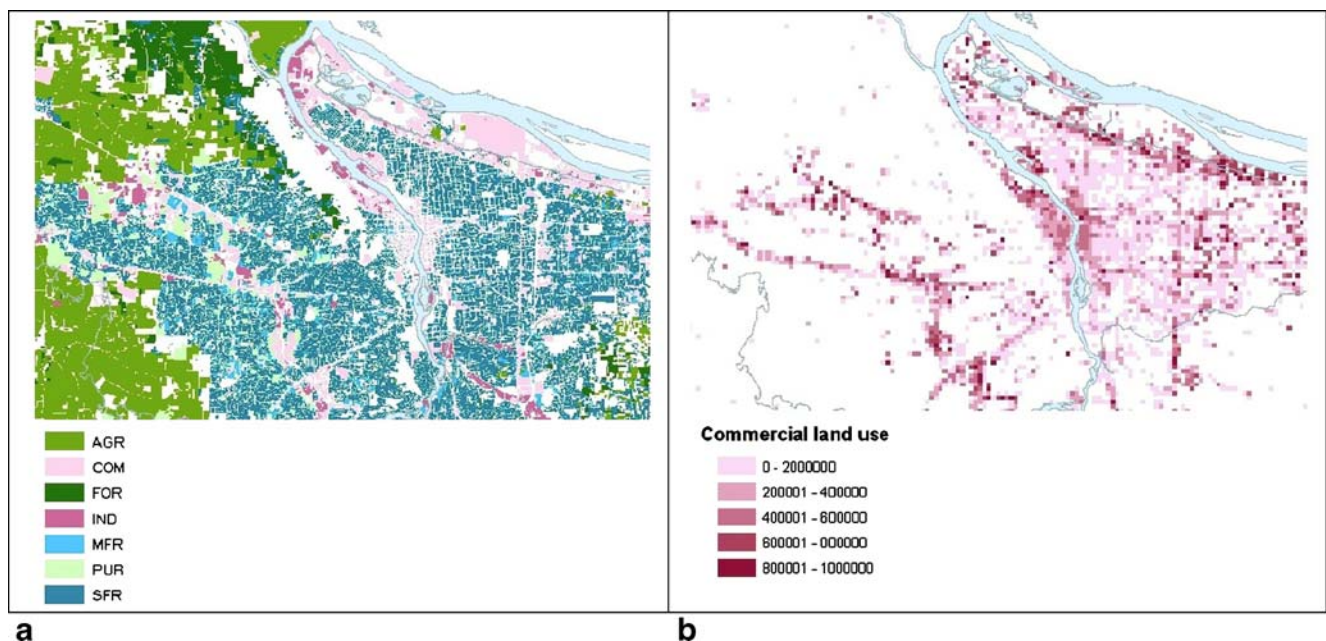 AGR
COM
FOR
IND
MFR
PUR
SFR
Commercial land use
0 - 2000000
200001 - 400000
400001 - 600000
600001 - 000000
800001 - 1000000
a
b